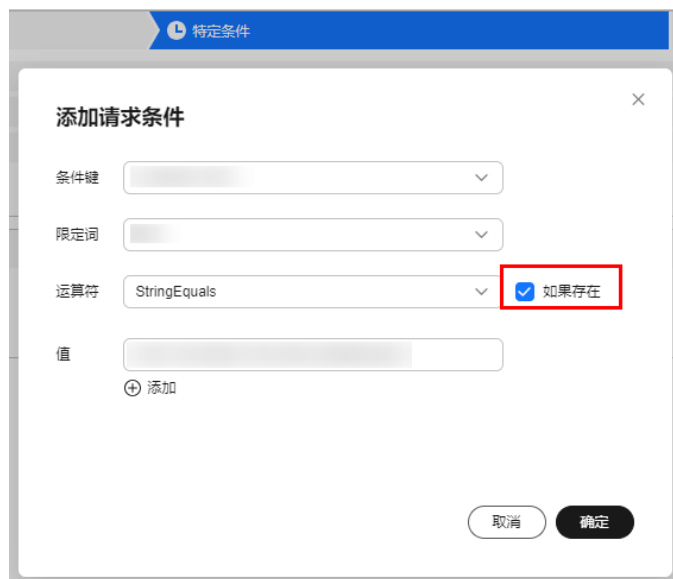 特定条件
添加请求条件
条件键
限定词
运算符 StringEquals 如果存在
值
添加
取消 确定